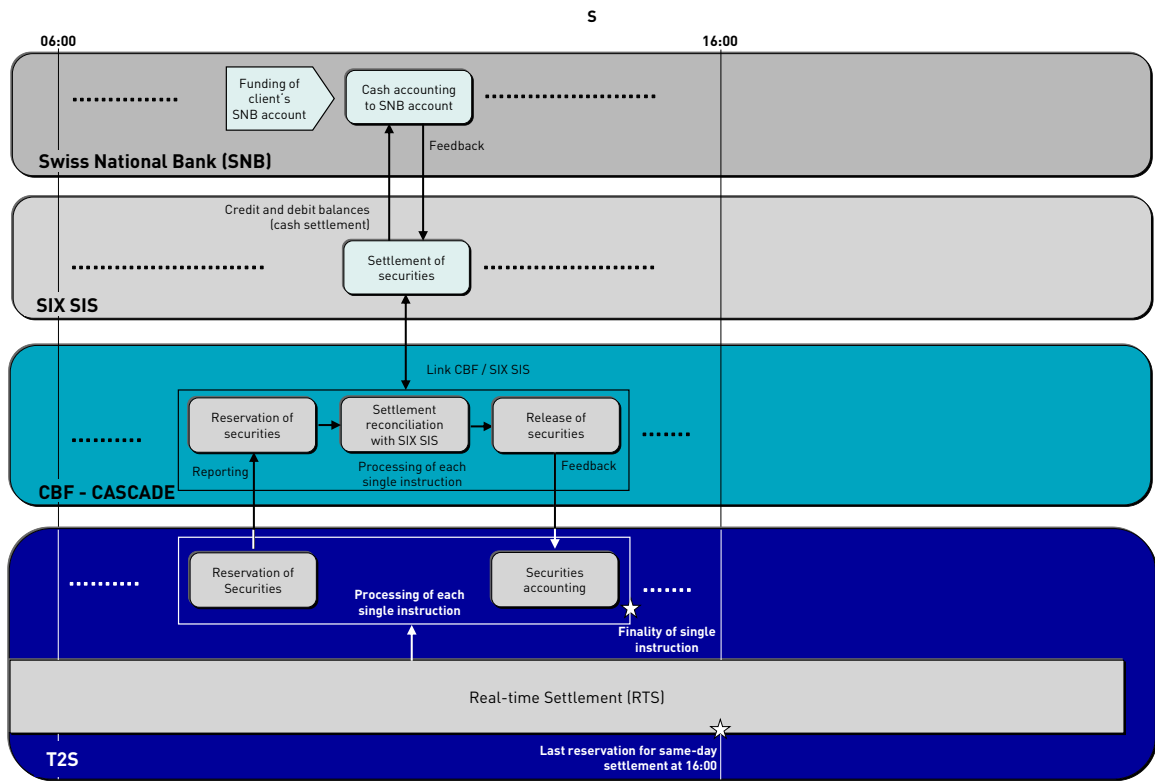 S
06:00
16:00
Funding of
client's
SNB account
Cash accounting
to SNB account
Feedback
Swiss National Bank (SNB)
Credit and debit balances
(cash settlement)
Settlement of
securities
SIX SIS
Link CBF / SIX SIS
Reservation of
securities
Settlement
reconciliation
with SIX SIS
Release of
securities
Reporting
Processing of each
single instruction
Feedback
CBF - CASCADE
Reservation of
Securities
Processing of each
single instruction
Securities
accounting
Finality of single
instruction
Real-time Settlement (RTS)
T2S
Last reservation for same-day
settlement at 16:00